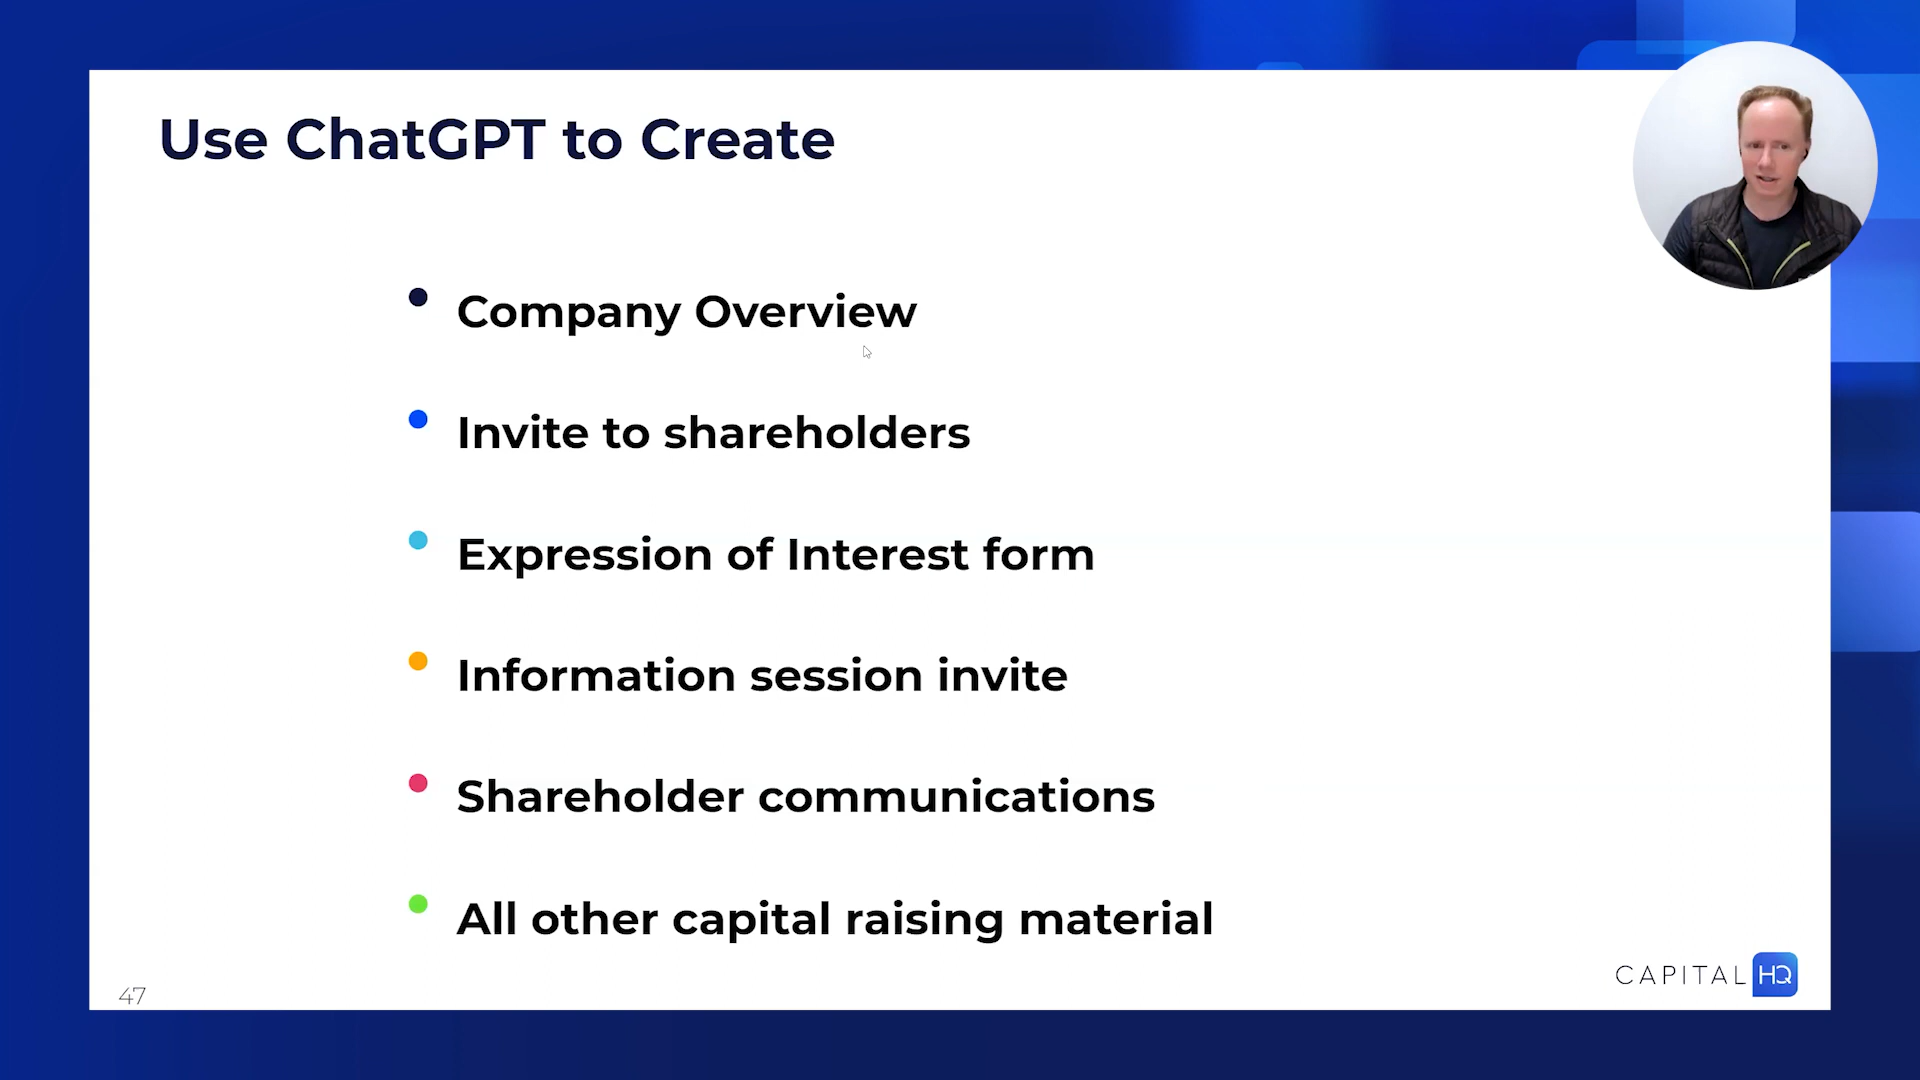 Use ChatGPT to Create
Company Overview
Invite to shareholders
Expression of Interest form
Information session invite
Shareholder communications
All other capital raising material
47
CAPITAL HQ